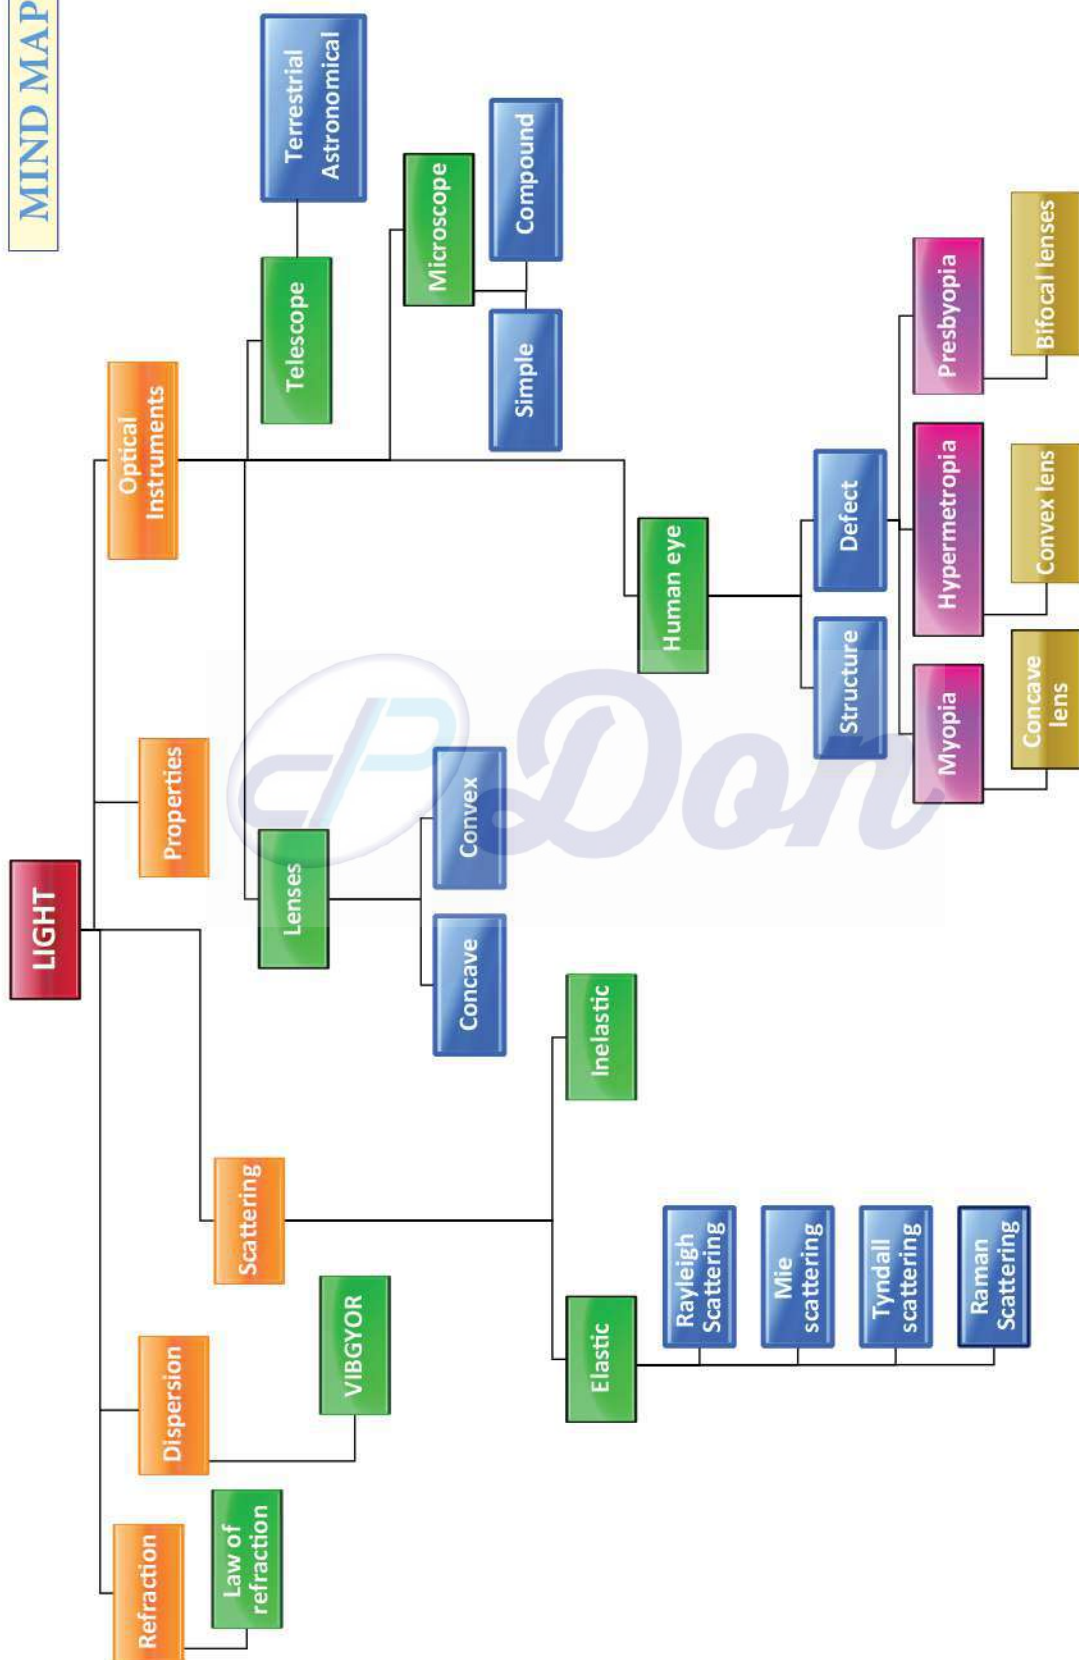 MIND MAP
LIGHT
Refraction
Dispersion
Scattering
Properties
Optical
Instruments
Law of
refraction
VIBGYOR
Elastic
Inelastic
Rayleigh
Scattering
Mie
scattering
Tyndall
scattering
Raman
Scattering
Lenses
Concave
Convex
Telescope
Terrestrial
Astronomical
Microscope
Simple
Compound
Human eye
Structure
Defect
Myopia
Hypermetropia
Presbyopia
Concave
lens
Convex lens
Bifocal lenses
Don